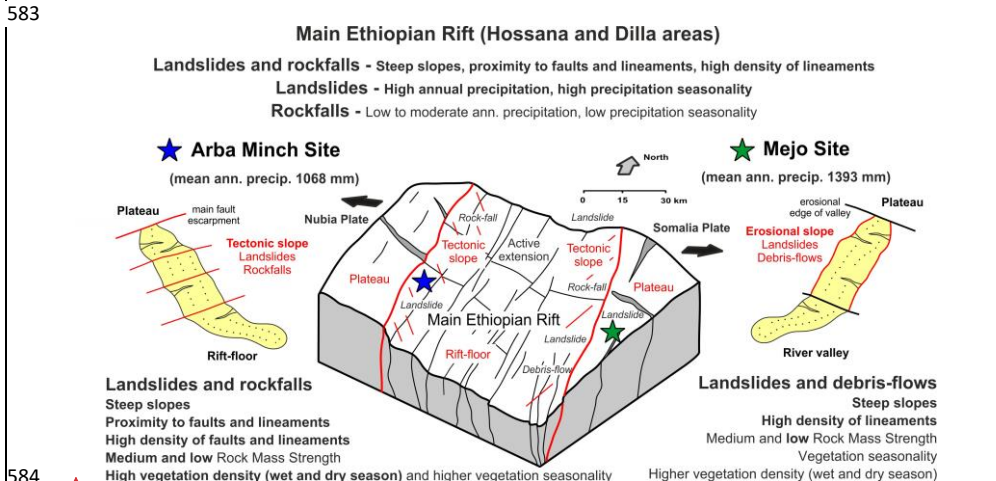 583
Main Ethiopian Rift (Hossana and Dilla areas)
Landslides and rockfalls - Steep slopes, proximity to faults and lineaments, high density of lineaments
Landslides - High annual precipitation, high precipitation seasonality
Rockfalls - Low to moderate ann. precipitation, low precipitation seasonality
Arba Minch Site
(mean ann. precip. 1068 mm)
North
0 15 30 km
Mejo Site
(mean ann. precip. 1393 mm)
Plateau
main fault
escarpment
Tectonic slope
Landslides
Rockfalls
Rift-floor
Nubia Plate
Rock-fall
Tectonic
slope
Plateau
Landslide
Active
extension
Landslide
Tectonic
slope
Rock-fall
Somalia Plate
Plateau
Landslide
Main Ethiopian Rift
Landslide
Rift-floor
Debris-flow
erosional
edge of valley
Plateau
Erosional slope
Landslides
Debris-flows
River valley
Landslides and rockfalls
Steep slopes
Proximity to faults and lineaments
High density of faults and lineaments
Medium and low Rock Mass Strength
High vegetation density (wet and dry season) and higher vegetation seasonality
Landslides and debris-flows
Steep slopes
High density of lineaments
Medium and low Rock Mass Strength
Vegetation seasonality
Higher vegetation density (wet and dry season)
584